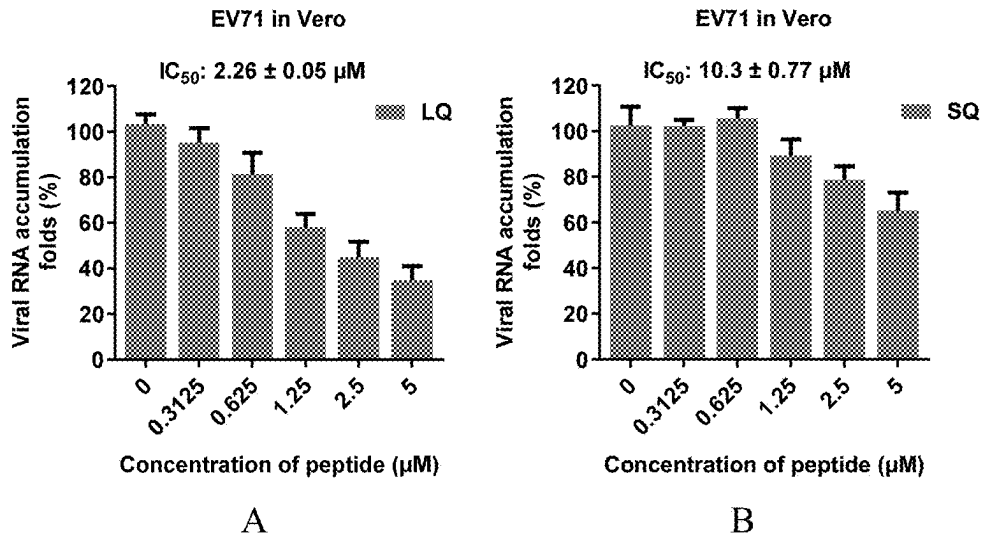 EV71 in Vero
IC50: 2.26 ± 0.05 µM
120
100
80
60
40
20
0
Viral RNA accumulation
folds (%)
LQ
0
0.3125
0.625
1.25
2.5
5
Concentration of peptide (µM)
A
EV71 in Vero
IC50: 10.3 ± 0.77 µM
120
100
80
60
40
20
0
Viral RNA accumulation
folds (%)
SQ
0
0.3125
0.625
1.25
2.5
5
Concentration of peptide (µM)
B